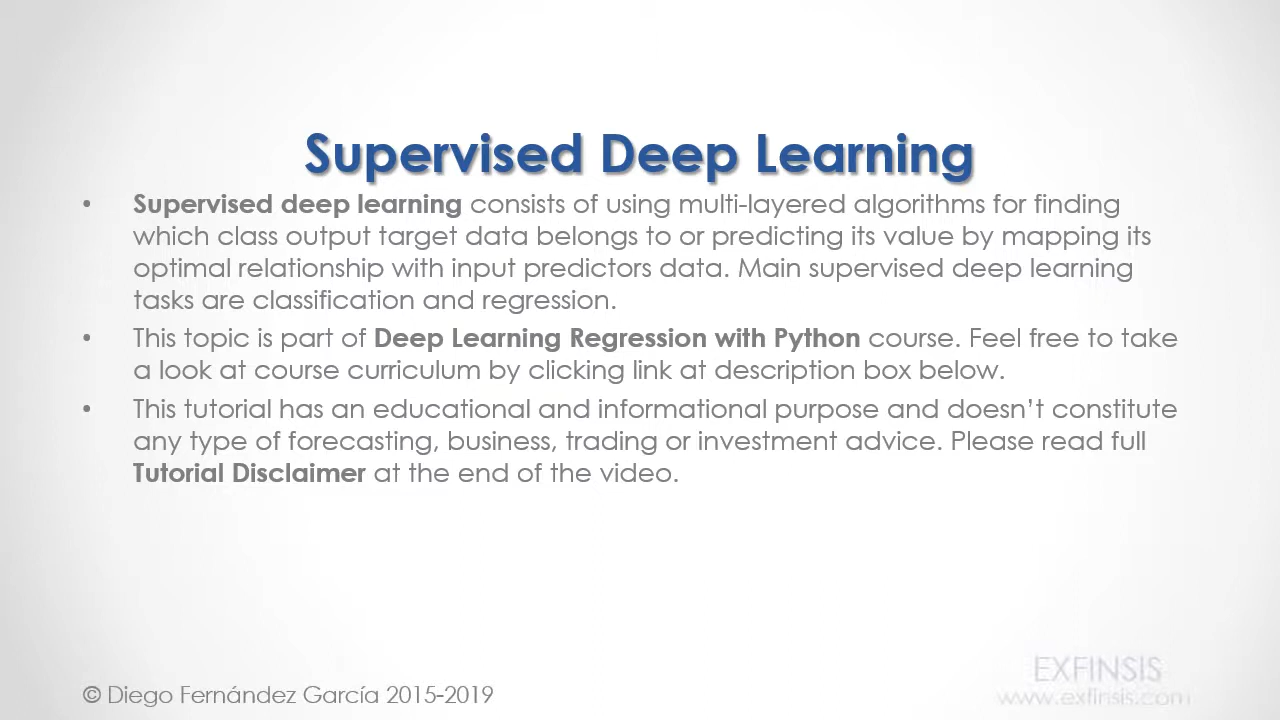 Supervised Deep Learning
• Supervised deep learning consists of using multi-layered algorithms for finding
which class output target data belongs to or predicting its value by mapping its
optimal relationship with input predictors data. Main supervised deep learning
tasks are classification and regression.
• This topic is part of Deep Learning Regression with Python course. Feel free to take
a look at course curriculum by clicking link at description box below.
• This tutorial has an educational and informational purpose and doesn’t constitute
any type of forecasting, business, trading or investment advice. Please read full
Tutorial Disclaimer at the end of the video.
EXFINSIS
www.exfinsis.com
© Diego Fernández García 2015-2019